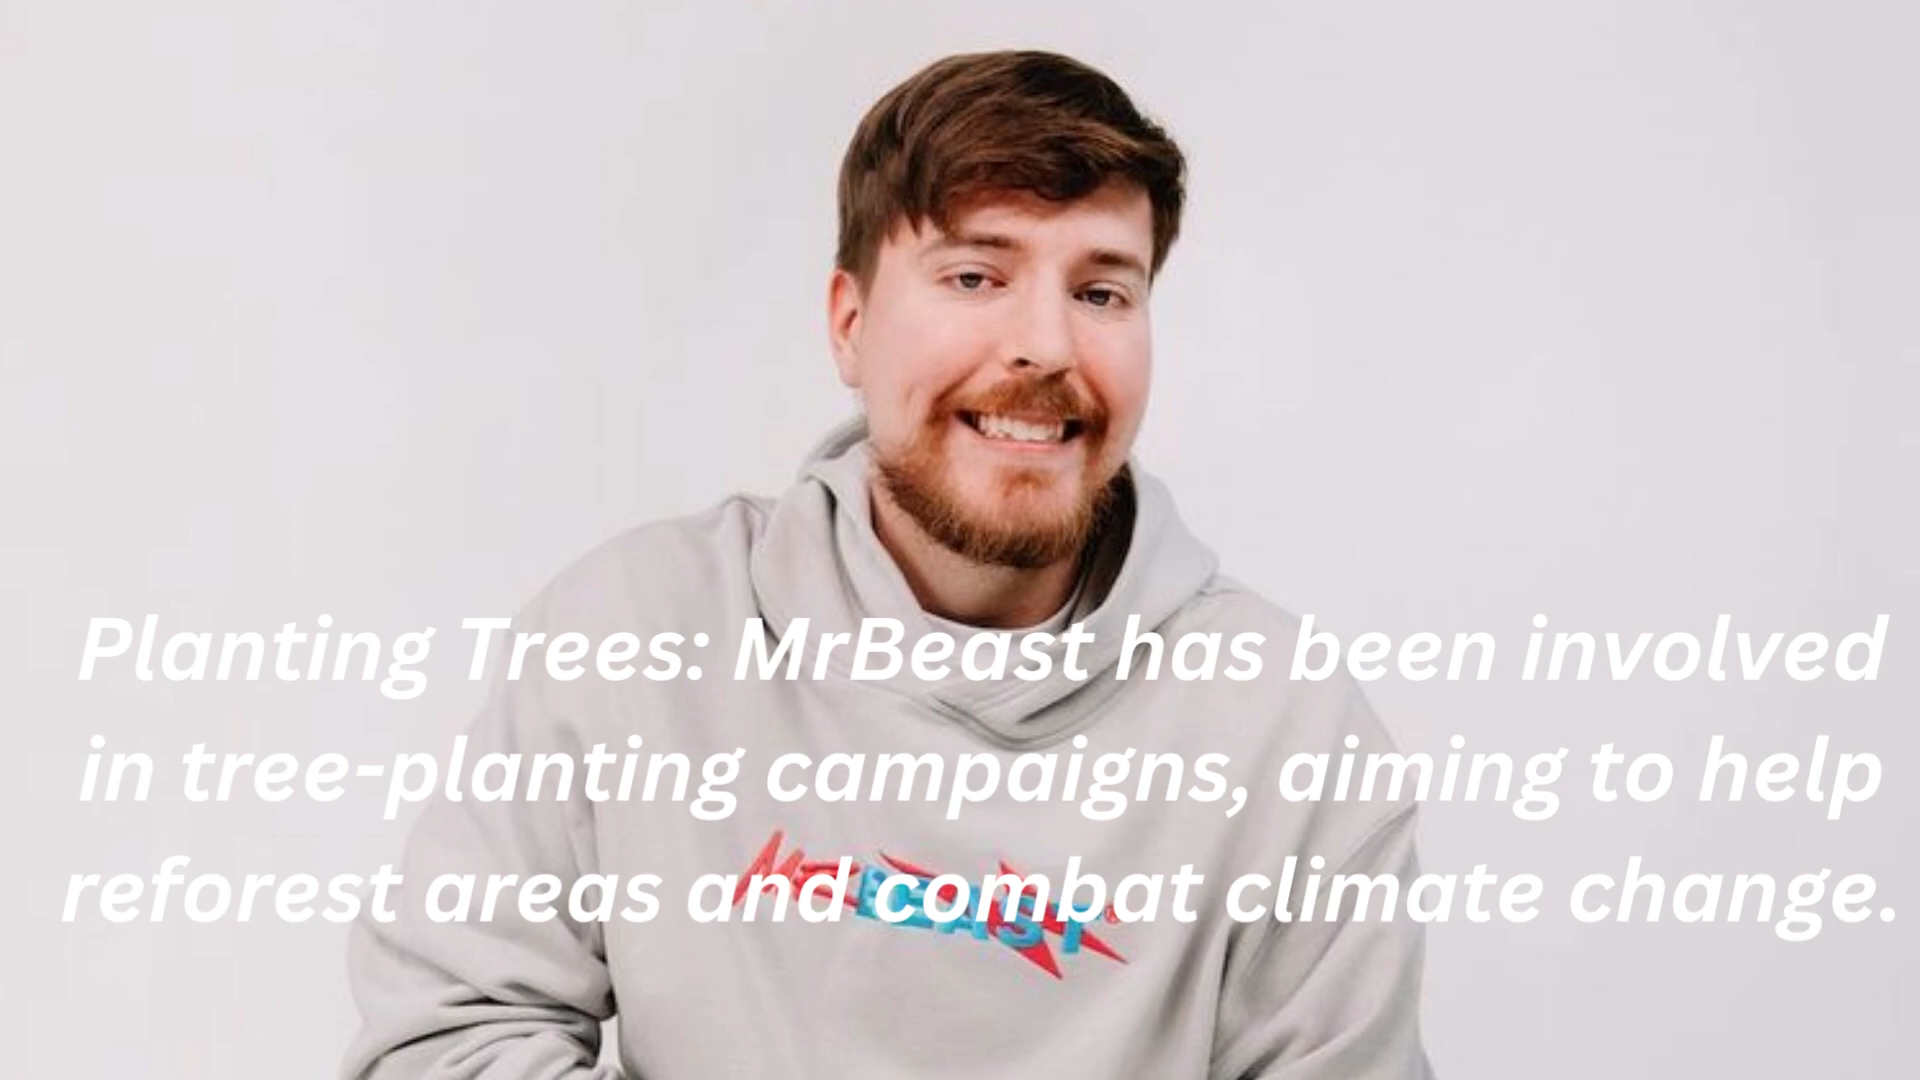 Planting Trees: MrBeast has been involved
in tree-planting campaigns, aiming to help
reforest areas and combat climate change.
MRBEAST